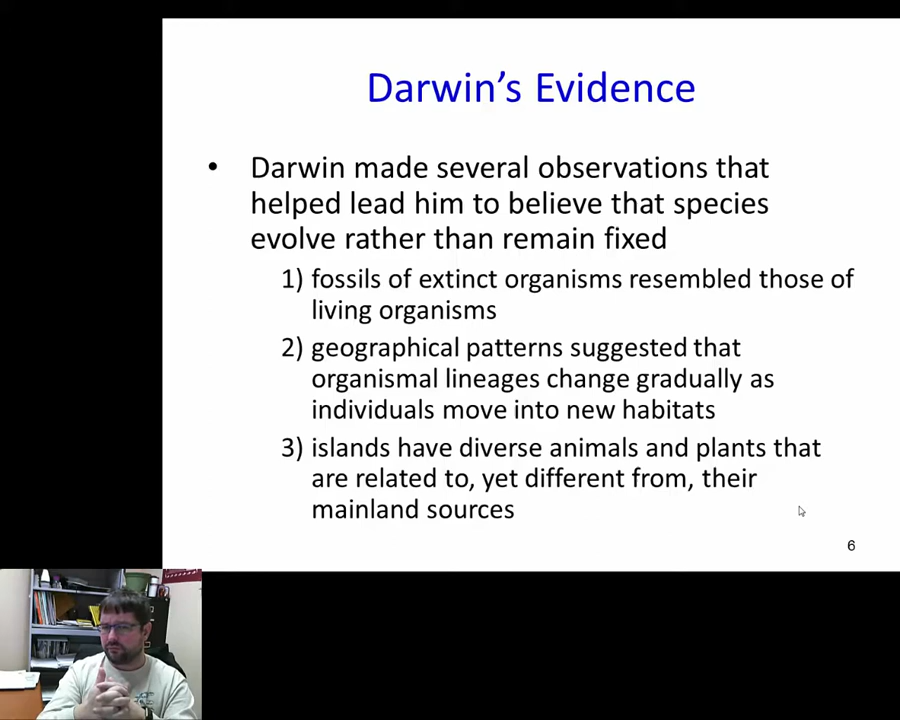 Darwin's Evidence
• Darwin made several observations that
helped lead him to believe that species
evolve rather than remain fixed
1) fossils of extinct organisms resembled those of
living organisms
2) geographical patterns suggested that
organismal lineages change gradually as
individuals move into new habitats
3) islands have diverse animals and plants that
are related to, yet different from, their
mainland sources
6